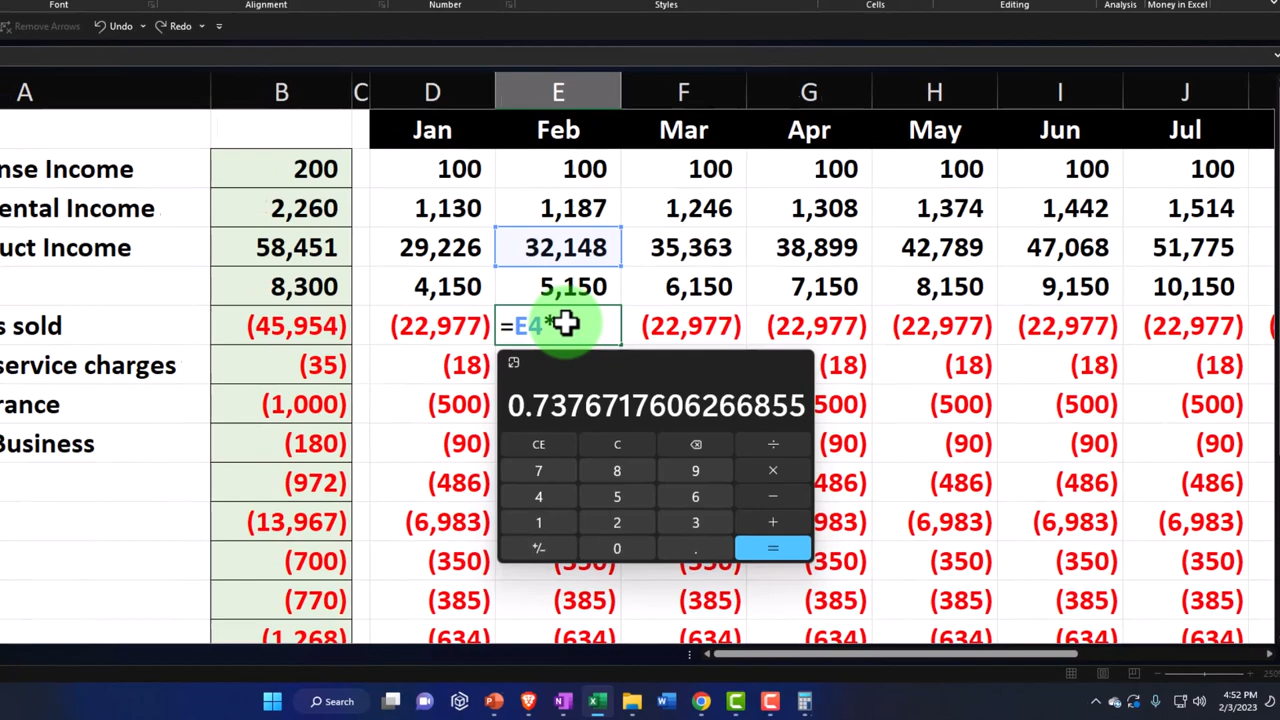 Font Alignment Number Styles Cells Editing Analysis Money in Excel
Remove Arrows Undo Redo
A B C D E F G H I J
Jan Feb Mar Apr May Jun Jul
nse Income 200 100 100 100 100 100 100 100
ental Income 2,260 1,130 1,187 1,246 1,308 1,374 1,442 1,514
uct Income 58,451 29,226 32,148 35,363 38,899 42,789 47,068 51,775
8,300 4,150 5,150 6,150 7,150 8,150 9,150 10,150
s sold (45,954) (22,977) =E4* (22,977) (22,977) (22,977) (22,977) (22,977)
service charges (35) (18) (18) (18) (18) (18)
rance (1,000) (500) 0.7376717606266855 500) (500) (500) (500)
Business (180) (90) CE C ÷ (90) (90) (90) (90)
(972) (486) 7 8 9 × 486) (486) (486) (486)
4 5 6 −
(13,967) (6,983) 1 2 3 + 983) (6,983) (6,983) (6,983)
+/− 0 . =
(700) (350) (350) (350) (350) (350) (350) (350)
(770) (385) (385) (385) (385) (385) (385) (385)
(1,268) (634) (634) (634) (634) (634) (634) (634)
Search
4:52 PM
2/3/2023